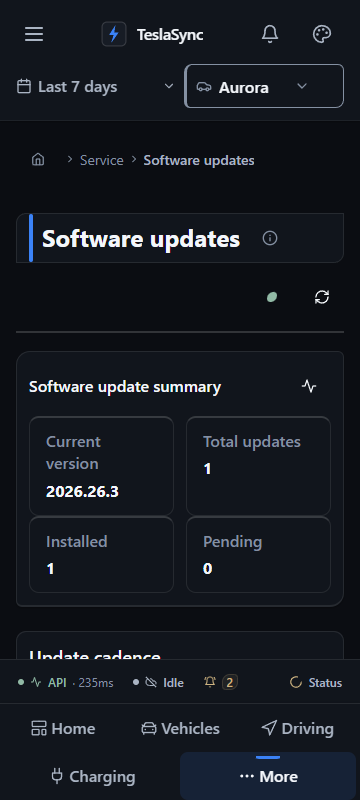 TeslaSync
Last 7 days
Aurora
Service
Software updates
Software updates
Software update summary
Current
version
2026.26.3
Total updates
1
Installed
1
Pending
0
Update cadence
API · 235ms
Idle
2
Status
Home
Vehicles
Driving
Charging
More